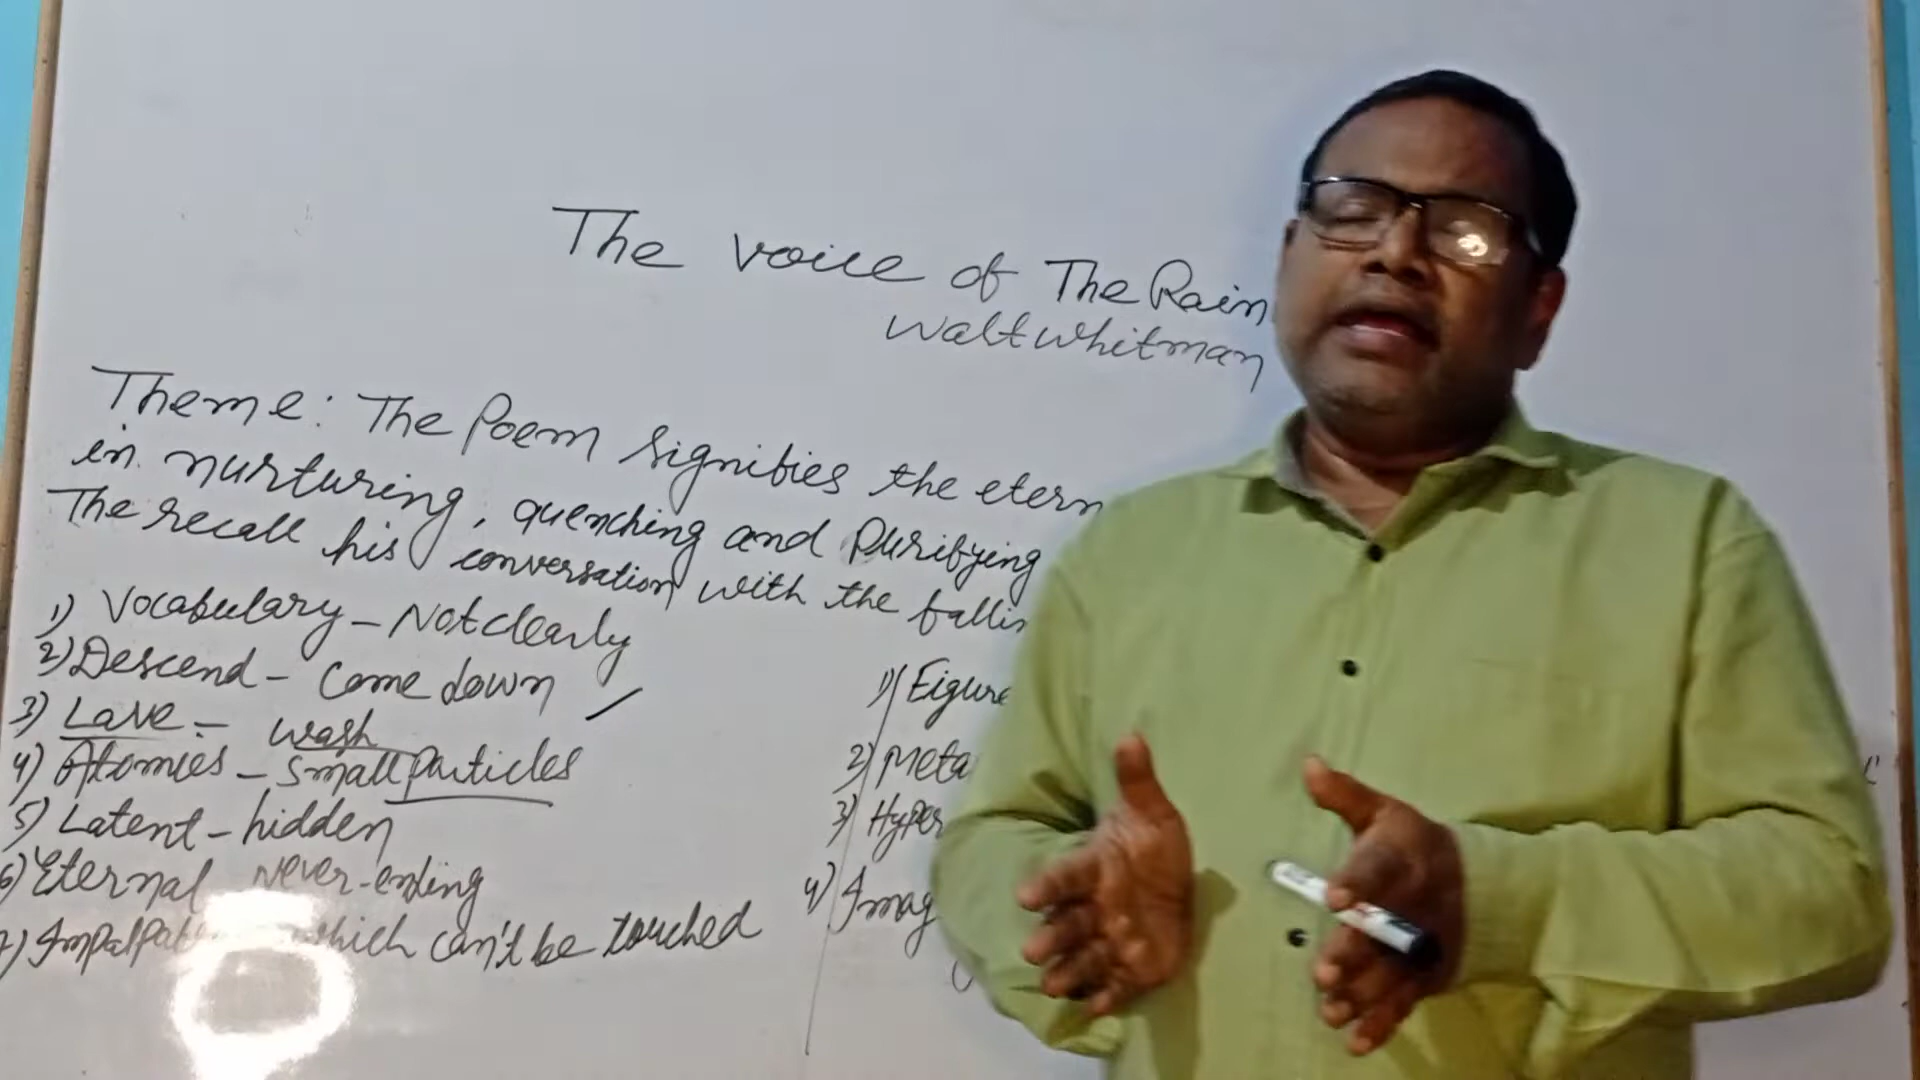 The voice of The Rain
Walt Whitman
Theme: The Poem Signifies the etern
in nurturing, quenching and Purifying
The recall his conversation with the fallin
1) Vocabulary - Not clearly
2) Descend - Come down
3) Lave - wash
4) Atomies - Small Particles
5) Latent - hidden
6) Eternal never-ending
7) Impalpab which can't be touched
1) Figure
2) Meta
3) Hyper
4) Imag